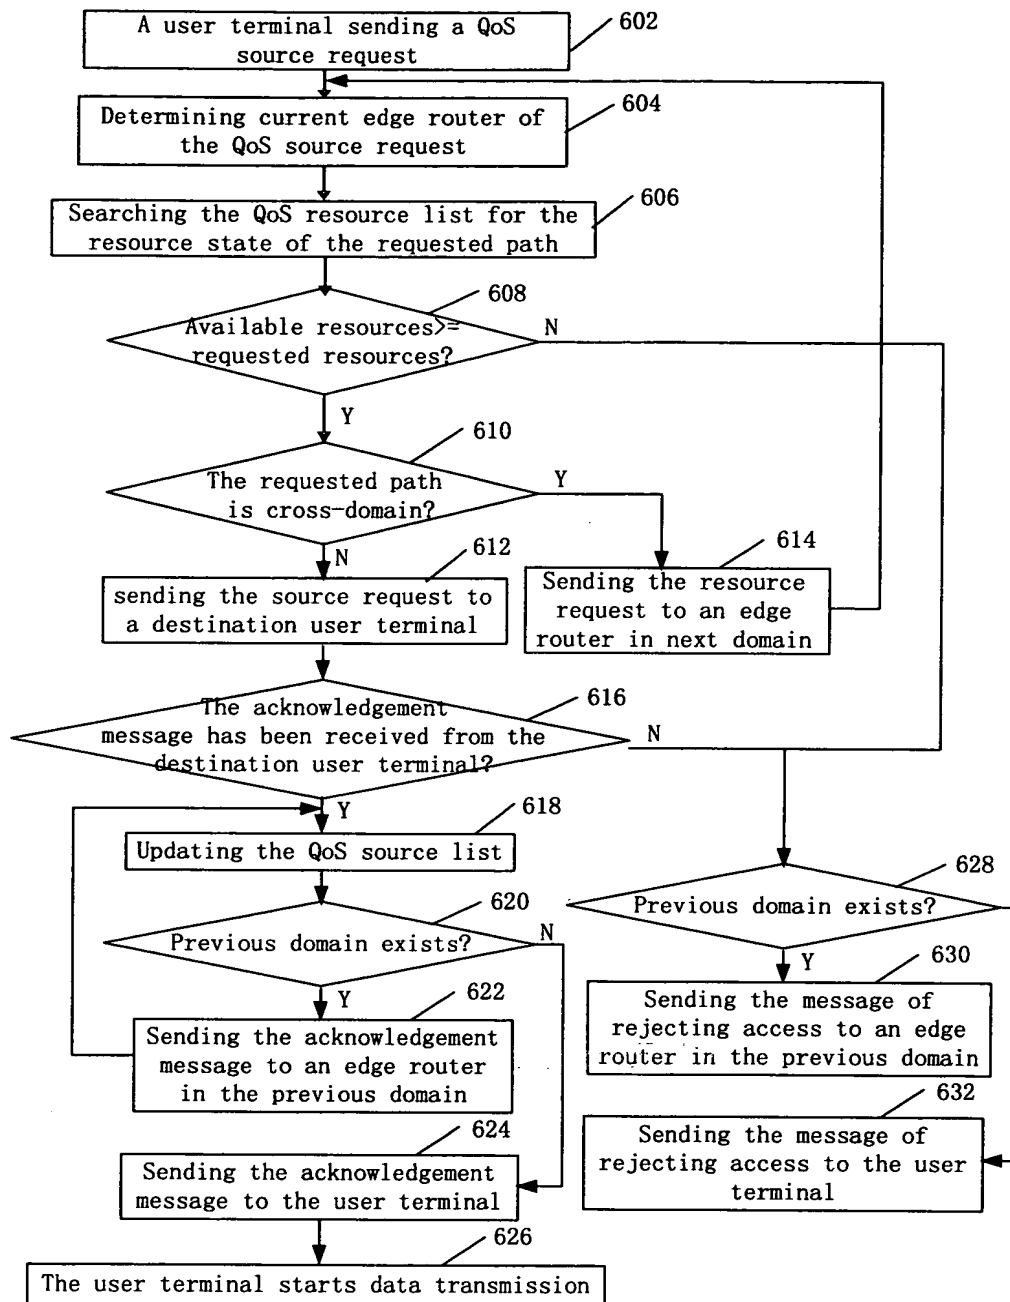 A user terminal sending a QoS
source request
602
Determining current edge router of
the QoS source request
604
Searching the QoS resource list for the
resource state of the requested path
606
608
Available resources>=
requested resources?
N
Y
610
The requested path
is cross-domain?
Y
N
612
sending the source request to
a destination user terminal
614
Sending the resource
request to an edge
router in next domain
616
The acknowledgement
message has been received from the
destination user terminal?
N
Y
618
Updating the QoS source list
620
Previous domain exists?
N
Y
622
Sending the acknowledgement
message to an edge router
in the previous domain
624
Sending the acknowledgement
message to the user terminal
626
The user terminal starts data transmission
628
Previous domain exists?
Y
630
Sending the message of
rejecting access to an edge
router in the previous domain
632
Sending the message of
rejecting access to the user
terminal